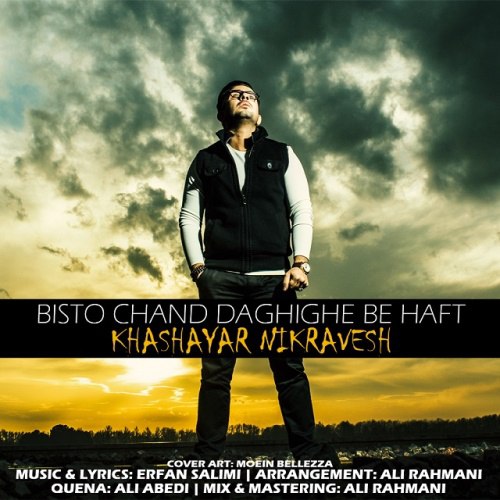 BISTO CHAND DAGHIGHE BE HAFT
KHASHAYAR NIKRAVESH
COVER ART: MOEIN BELLEZZA
MUSIC & LYRICS: ERFAN SALIMI | ARRANGEMENT: ALI RAHMANI
QUENA: ALI ABEDI | MIX & MASTERING: ALI RAHMANI